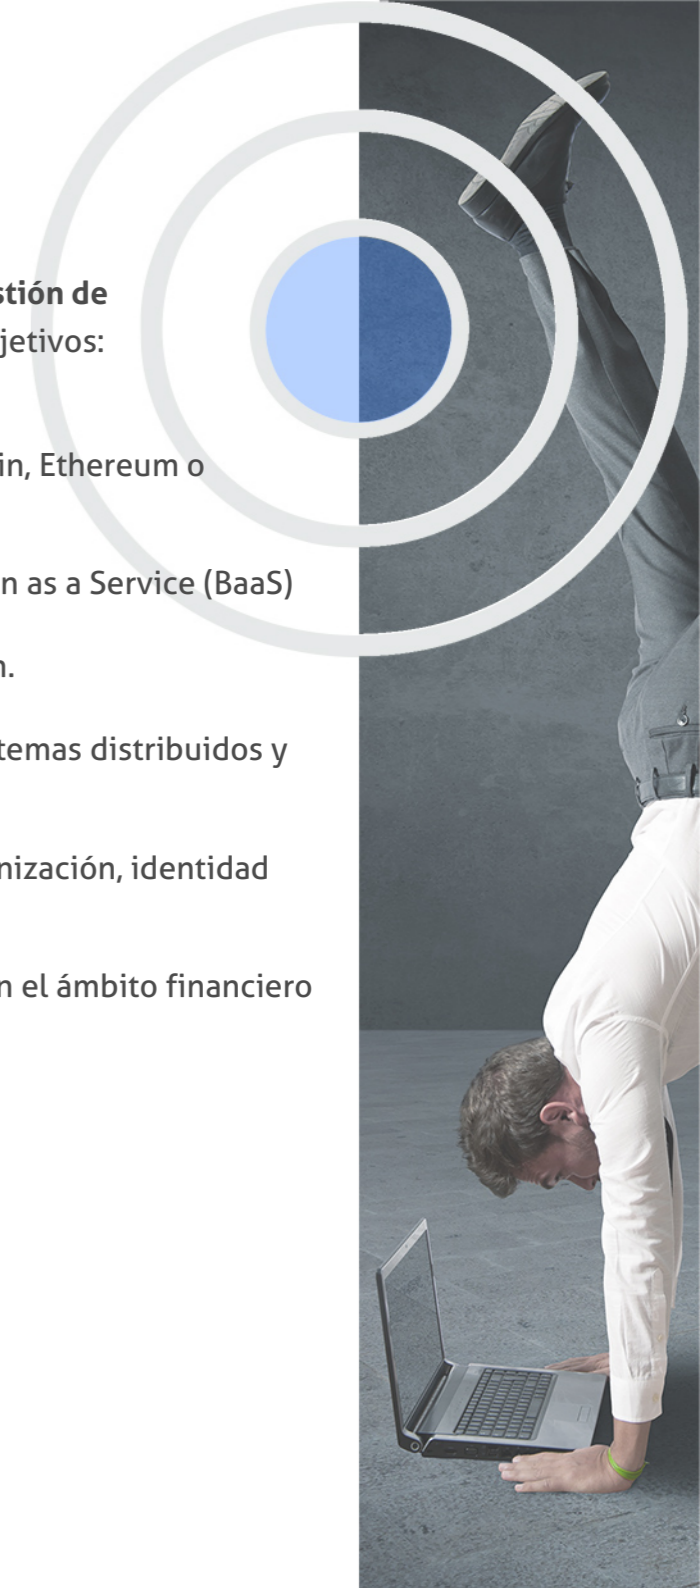 stión de
jetivos:
in, Ethereum o
n as a Service (BaaS)
n.
temas distribuidos y
nización, identidad
n el ámbito financiero